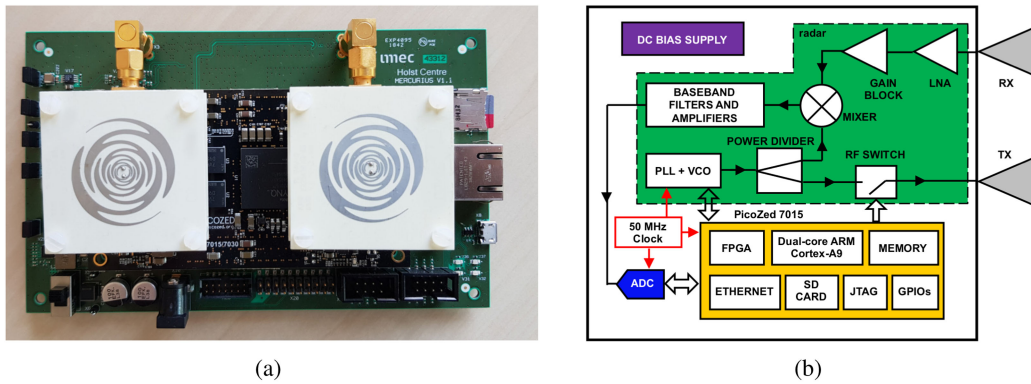 EXP4095
1842
imec
43912
Holst Centre
MERCURIUS V1.1
7015/7030
DC BIAS SUPPLY
radar
GAIN
BLOCK
LNA
RX
BASEBAND
FILTERS AND
AMPLIFIERS
MIXER
POWER DIVIDER
RF SWITCH
TX
PLL + VCO
PicoZed 7015
50 MHz
Clock
FPGA
Dual-core ARM
Cortex-A9
MEMORY
ADC
ETHERNET
SD
CARD
JTAG
GPIOs
(a)
(b)